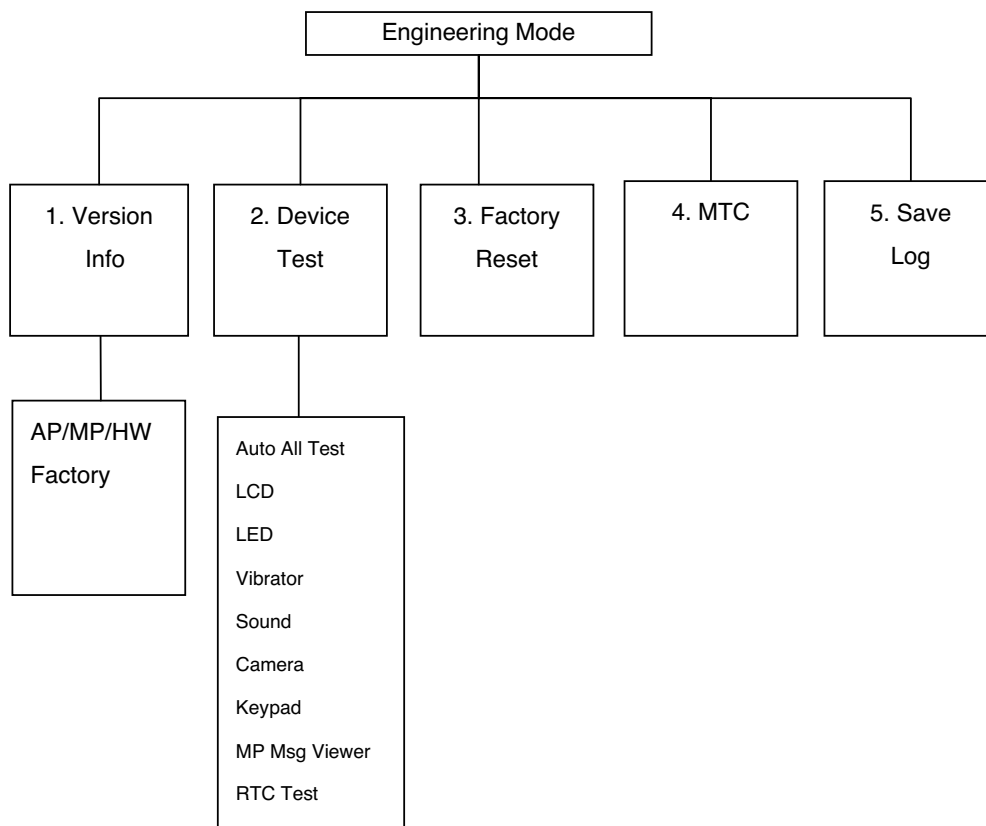 Engineering Mode
1. Version
Info
2. Device
Test
3. Factory
Reset
4. MTC
5. Save
Log
AP/MP/HW
Factory
Auto All Test
LCD
LED
Vibrator
Sound
Camera
Keypad
MP Msg Viewer
RTC Test